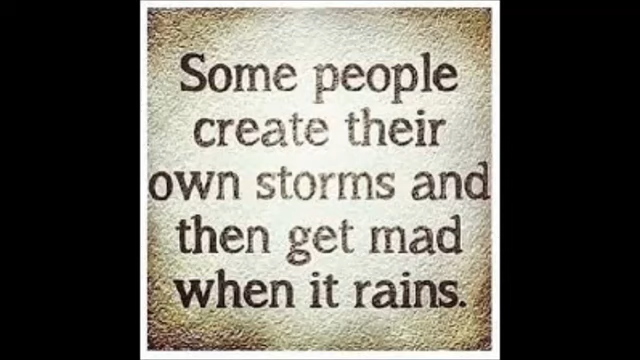 Some people
create their
own storms and
then get mad
when it rains.